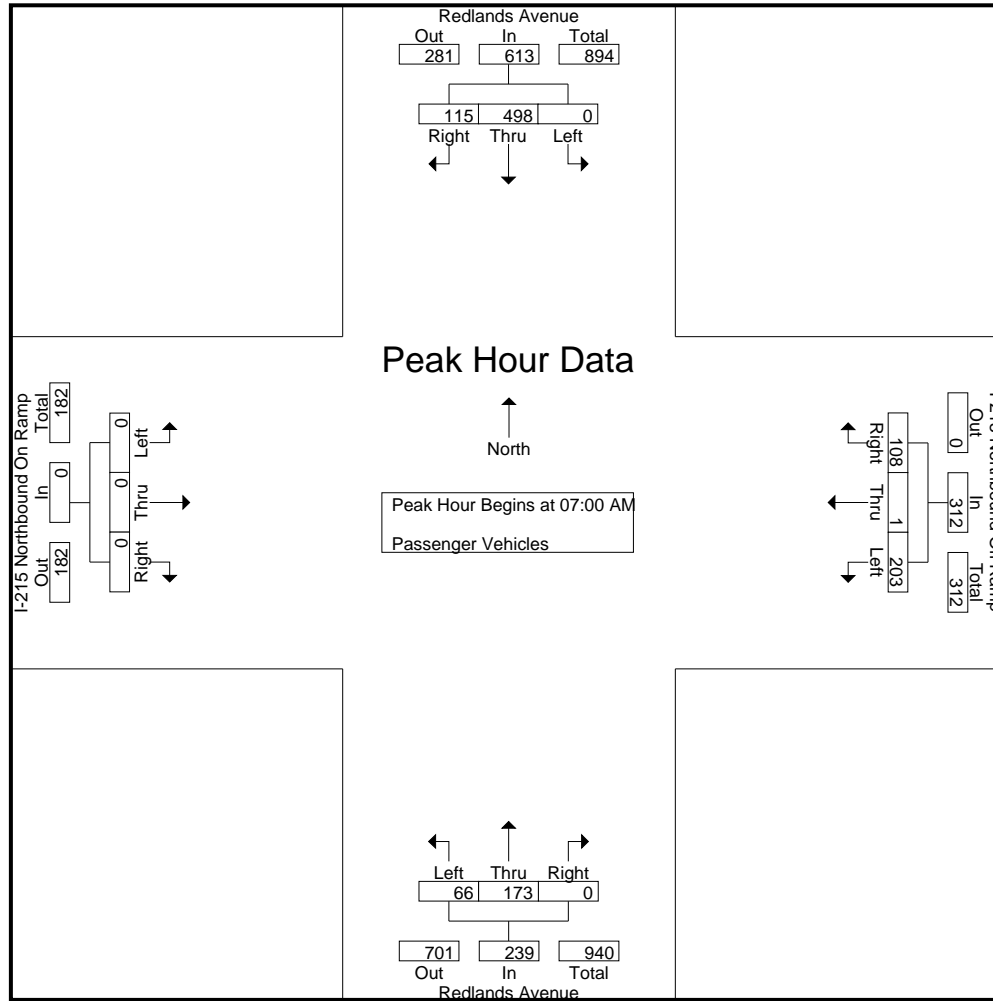 Redlands Avenue
Out In Total
281 613 894
115 498 0
Right Thru Left
Peak Hour Data
North
Peak Hour Begins at 07:00 AM
Passenger Vehicles
I-215 Northbound On Ramp
Out In Total
182 0 182
0 0 0
Right Thru Left
Out In Total
0 312 312
108 1 203
Right Thru Left
Left Thru Right
66 173 0
701 239 940
Out In Total
Redlands Avenue